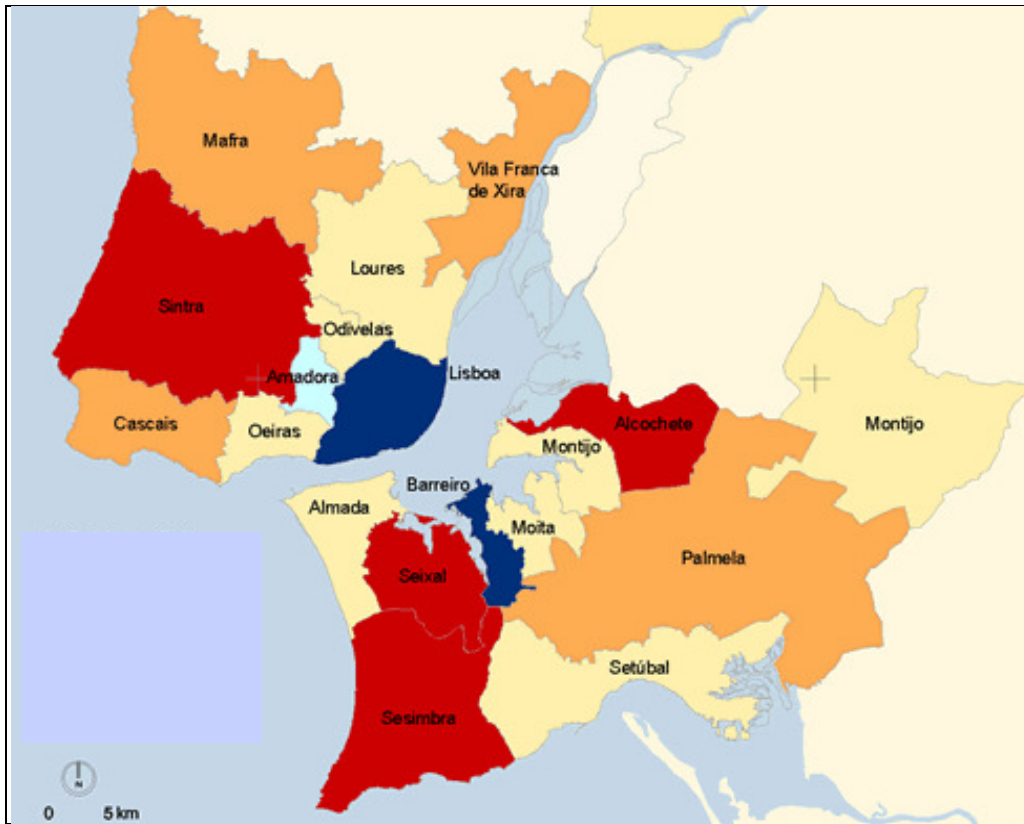 Mafra
Vila Franca
de Xira
Loures
Sintra
Odivelas
Amadora
Lisboa
Cascais
Oeiras
Alcochete
Montijo
Montijo
Barreiro
Almada
Moita
Palmela
Seixal
Setúbal
Sesimbra
N
0 5 km